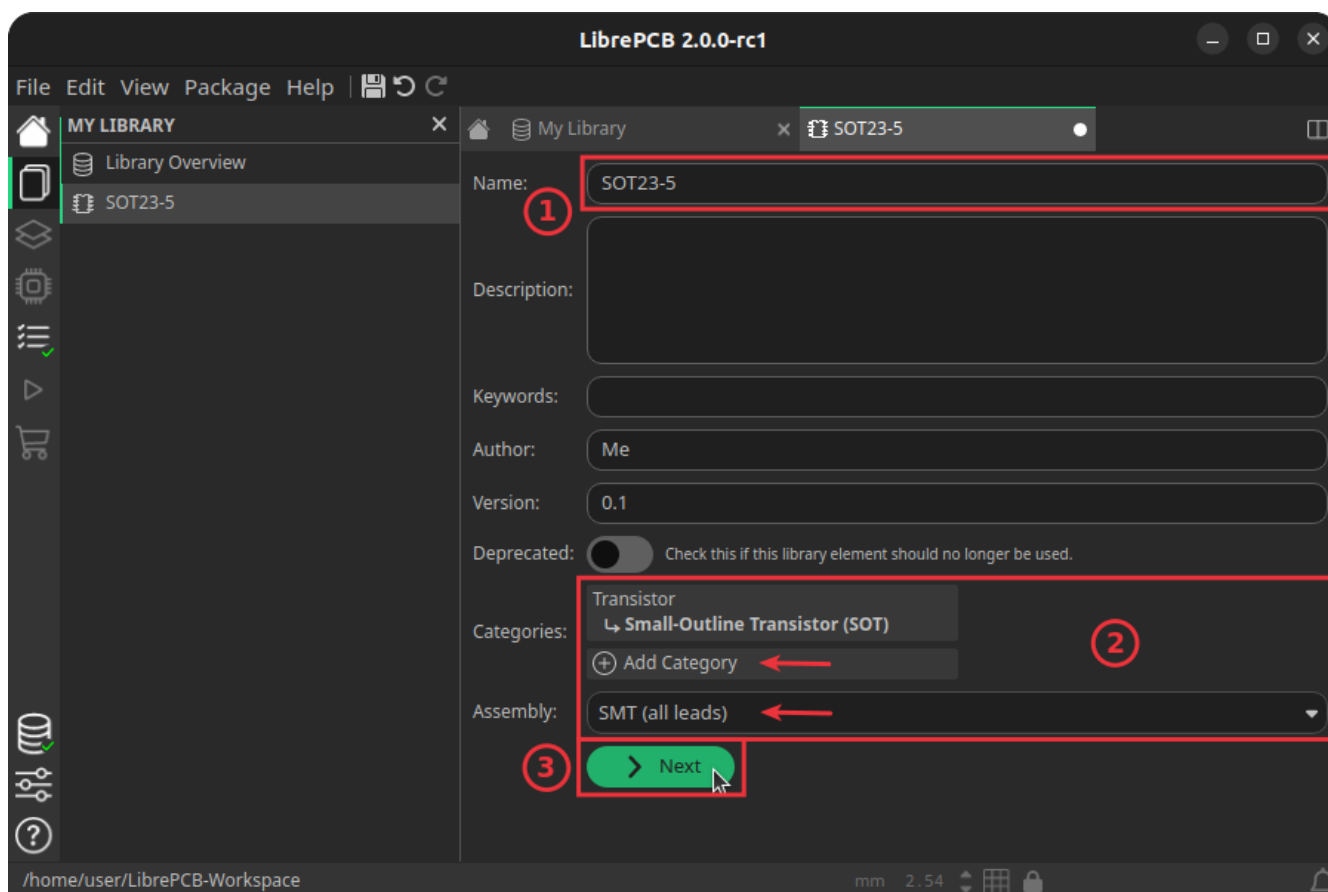 LibrePCB 2.0.0-rc1
File Edit View Package Help
MY LIBRARY
Library Overview
SOT23-5
My Library
SOT23-5
Name:
SOT23-5
1
Description:
Keywords:
Author:
Me
Version:
0.1
Deprecated:
Check this if this library element should no longer be used.
Categories:
Transistor
↳ Small-Outline Transistor (SOT)
Add Category
2
Assembly:
SMT (all leads)
3
Next
/home/user/LibrePCB-Workspace
mm 2.54